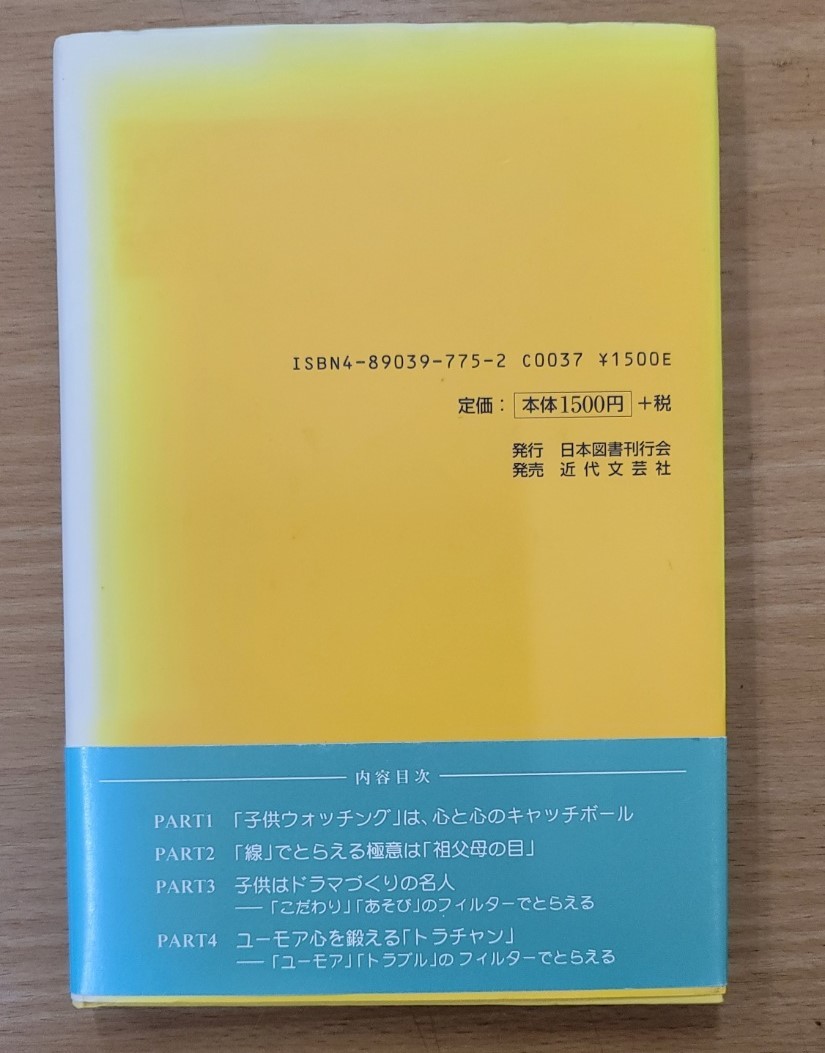 ISBN4-89039-775-2 C0037 ¥1500E
定価：本体1500円+税
発行 日本図書刊行会
発売 近代文芸社
内容目次
PART1 「子供ウォッチング」は、心と心のキャッチボール
PART2 「線」でとらえる極意は「祖父母の目」
PART3 子供はドラマづくりの名人
――「こだわり」「あそび」のフィルターでとらえる
PART4 ユーモア心を鍛える「トラチャン」
――「ユーモア」「トラブル」のフィルターでとらえる